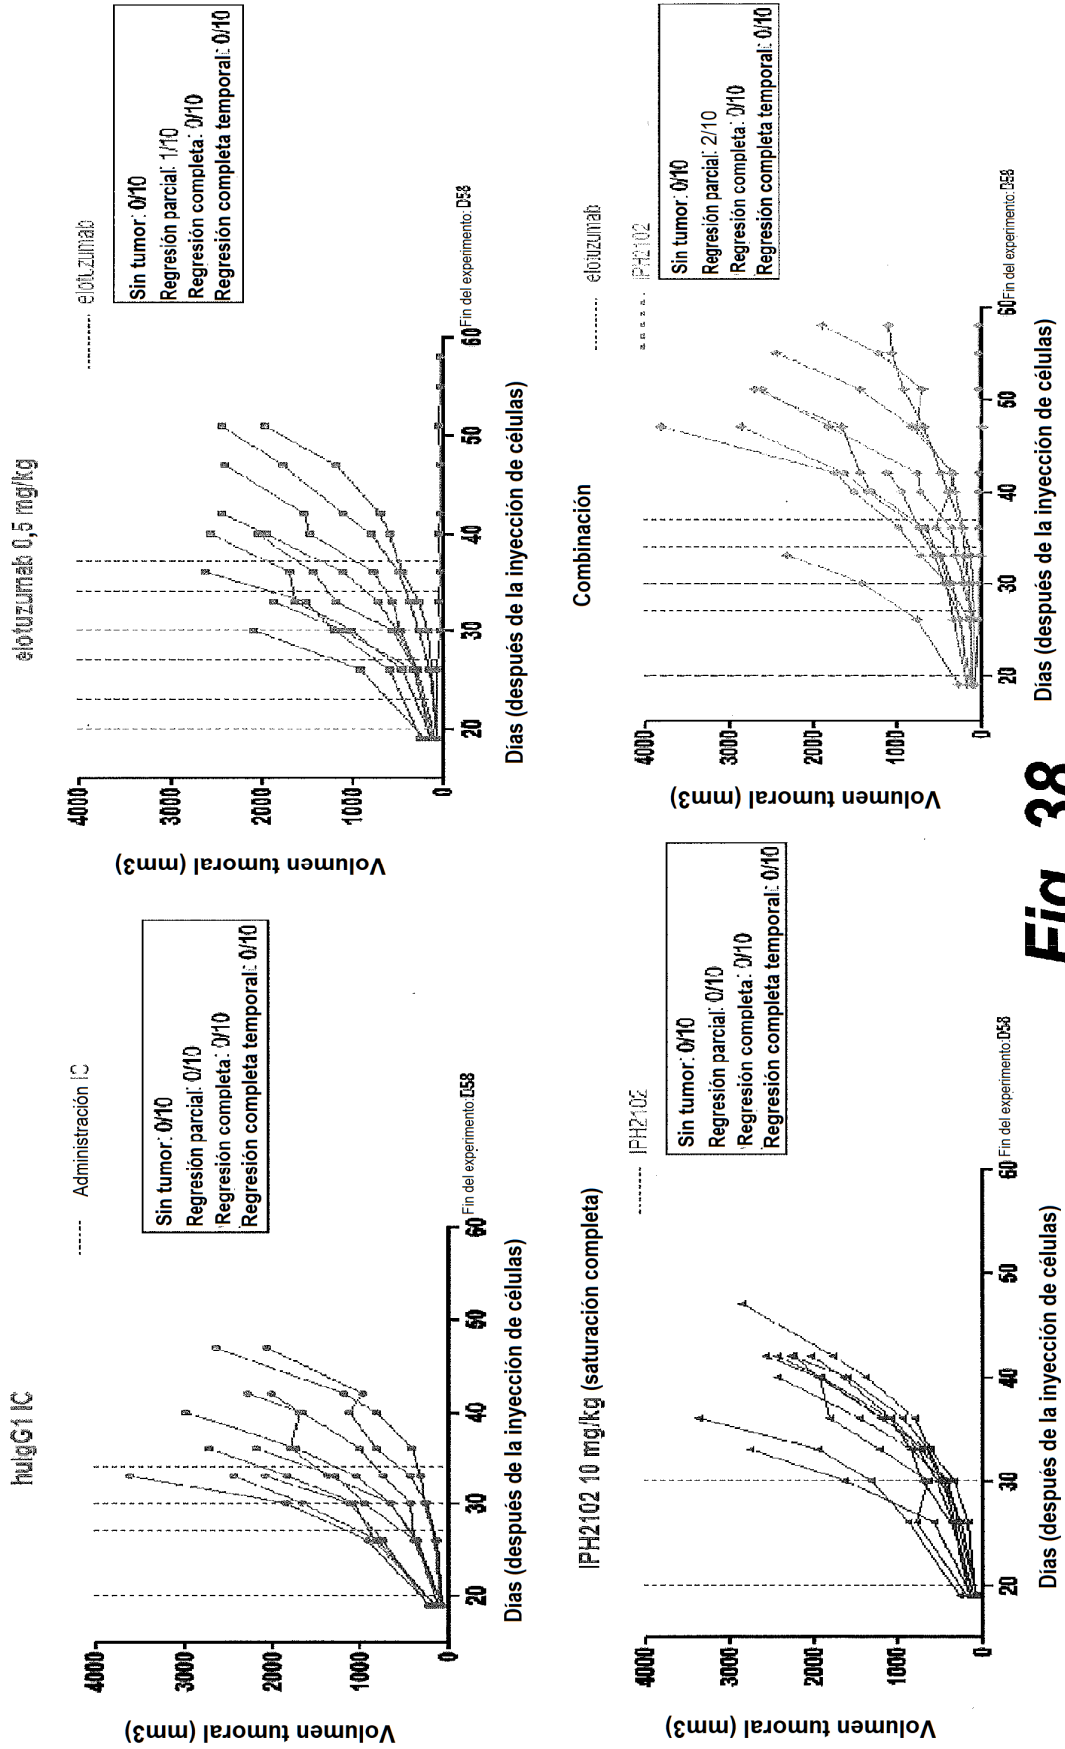 huIgG1 IC
Administración IC
Sin tumor: 0/10
Regresión parcial: 0/10
Regresión completa: 0/10
Regresión completa temporal: 0/10
Volumen tumoral (mm3)
4000
3000
2000
1000
0
20
30
40
50
60
Fin del experimento:D58
Días (después de la inyección de células)
elotuzumab 0,5 mg/kg
elotuzumab
Sin tumor: 0/10
Regresión parcial: 1/10
Regresión completa: 0/10
Regresión completa temporal: 0/10
Volumen tumoral (mm3)
4000
3000
2000
1000
0
20
30
40
50
60
Fin del experimento:D58
Días (después de la inyección de células)
IPH2102 10 mg/kg (saturación completa)
IPH2102
Sin tumor: 0/10
Regresión parcial: 0/10
Regresión completa: 0/10
Regresión completa temporal: 0/10
Volumen tumoral (mm3)
4000
3000
2000
1000
0
20
30
40
50
60
Fin del experimento:D58
Días (después de la inyección de células)
Combinación
elotuzumab
IPH2102
Sin tumor: 0/10
Regresión parcial: 2/10
Regresión completa: 0/10
Regresión completa temporal: 0/10
Volumen tumoral (mm3)
4000
3000
2000
1000
0
20
30
40
50
60
Fin del experimento:D58
Días (después de la inyección de células)
Fig. 38